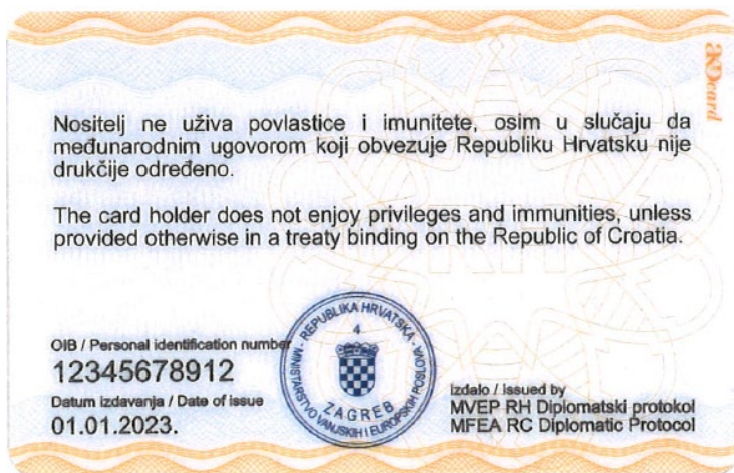 AKDcard
Nositelj ne uživa povlastice i imunitete, osim u slučaju da
međunarodnim ugovorom koji obvezuje Republiku Hrvatsku nije
drukčije određeno.
The card holder does not enjoy privileges and immunities, unless
provided otherwise in a treaty binding on the Republic of Croatia.
OIB / Personal identification number
12345678912
Datum izdavanja / Date of issue
01.01.2023.
REPUBLIKA HRVATSKA
MINISTARSTVO VANJSKIH I EUROPSKIH POSLOVA
4
ZAGREB
Izdalo / Issued by
MVEP RH Diplomatski protokol
MFEA RC Diplomatic Protocol